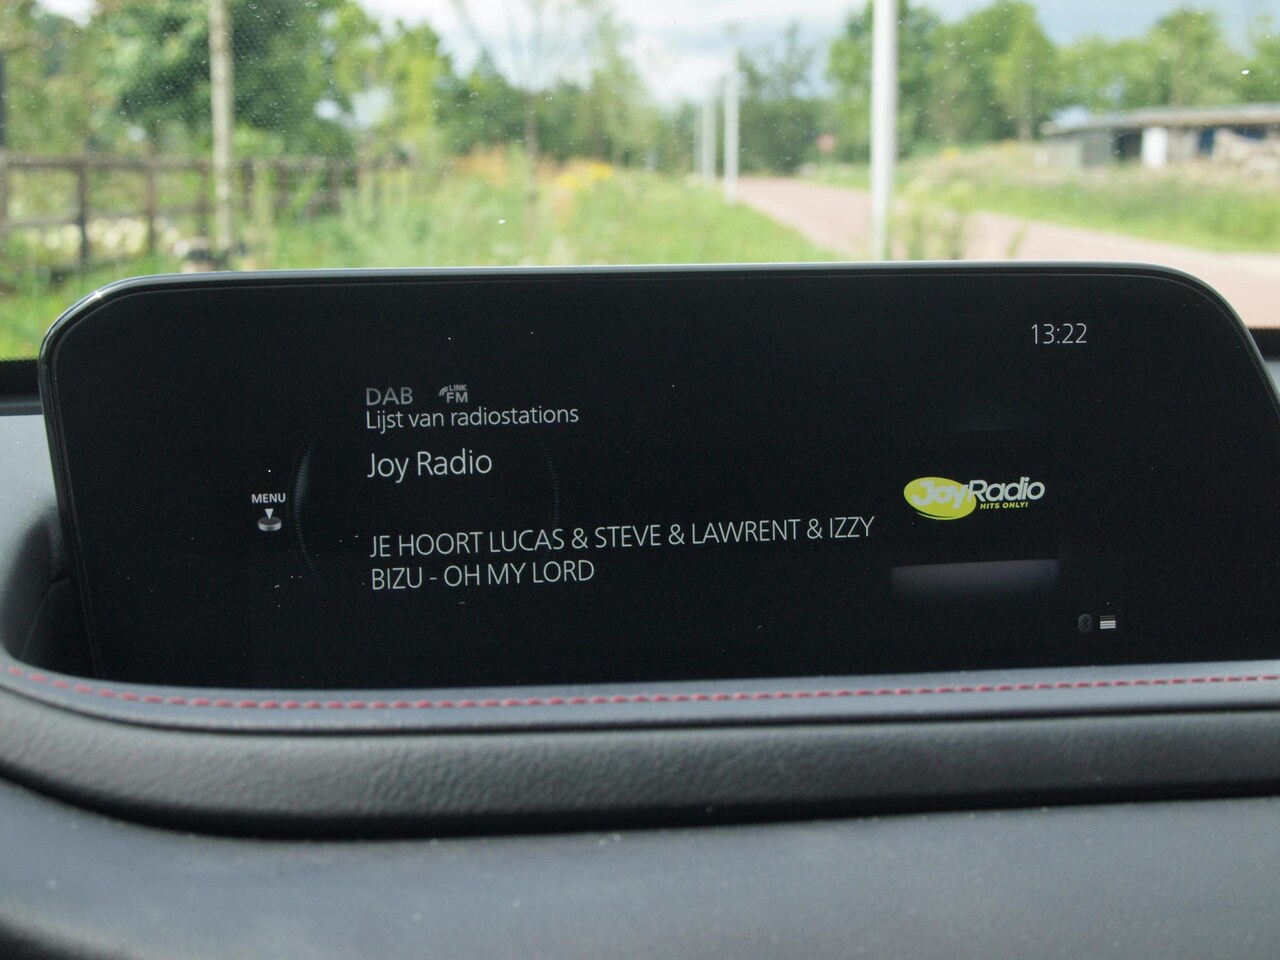 13:22
DAB LINK FM
Lijst van radiostations
Joy Radio
MENU
JoyRadio
HITS ONLY!
JE HOORT LUCAS & STEVE & LAWRENT & IZZY
BIZU - OH MY LORD